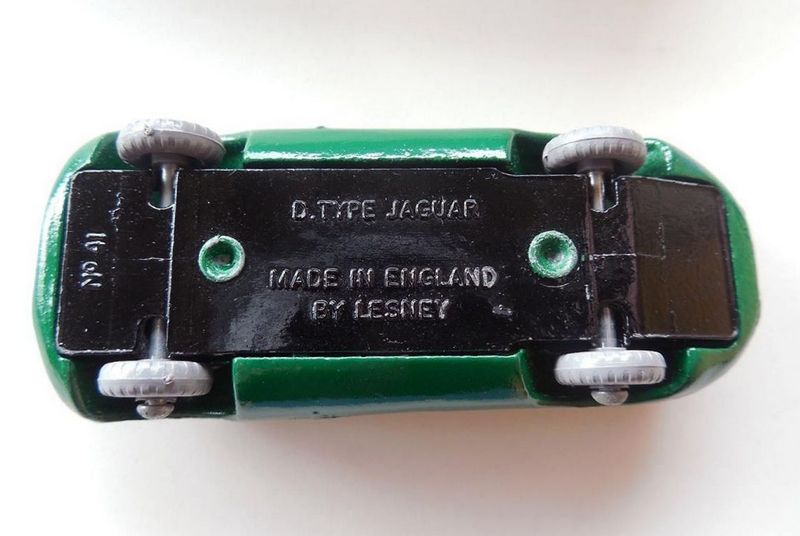 D.TYPE JAGUAR
MADE IN ENGLAND
BY LESNEY
No 41